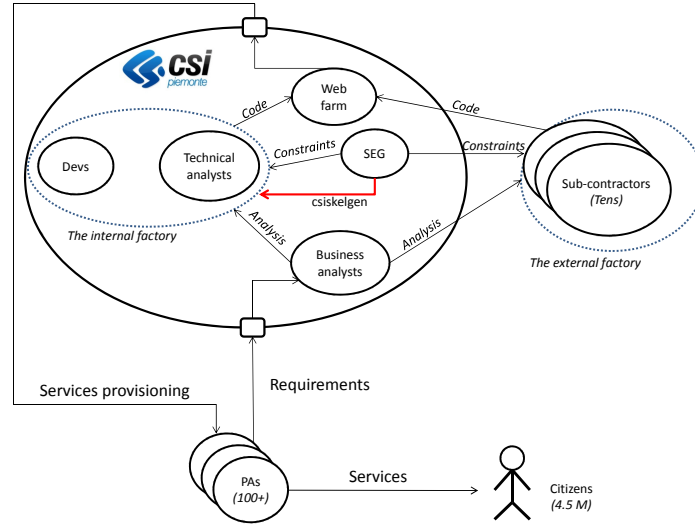 csi
piemonte
Web
farm
Code
Code
Devs
Technical
analysts
Constraints
SEG
Constraints
Sub-contractors
(Tens)
csiskelgen
The internal factory
Analysis
Analysis
Business
analysts
The external factory
Services provisioning
Requirements
PAs
(100+)
Services
Citizens
(4.5 M)